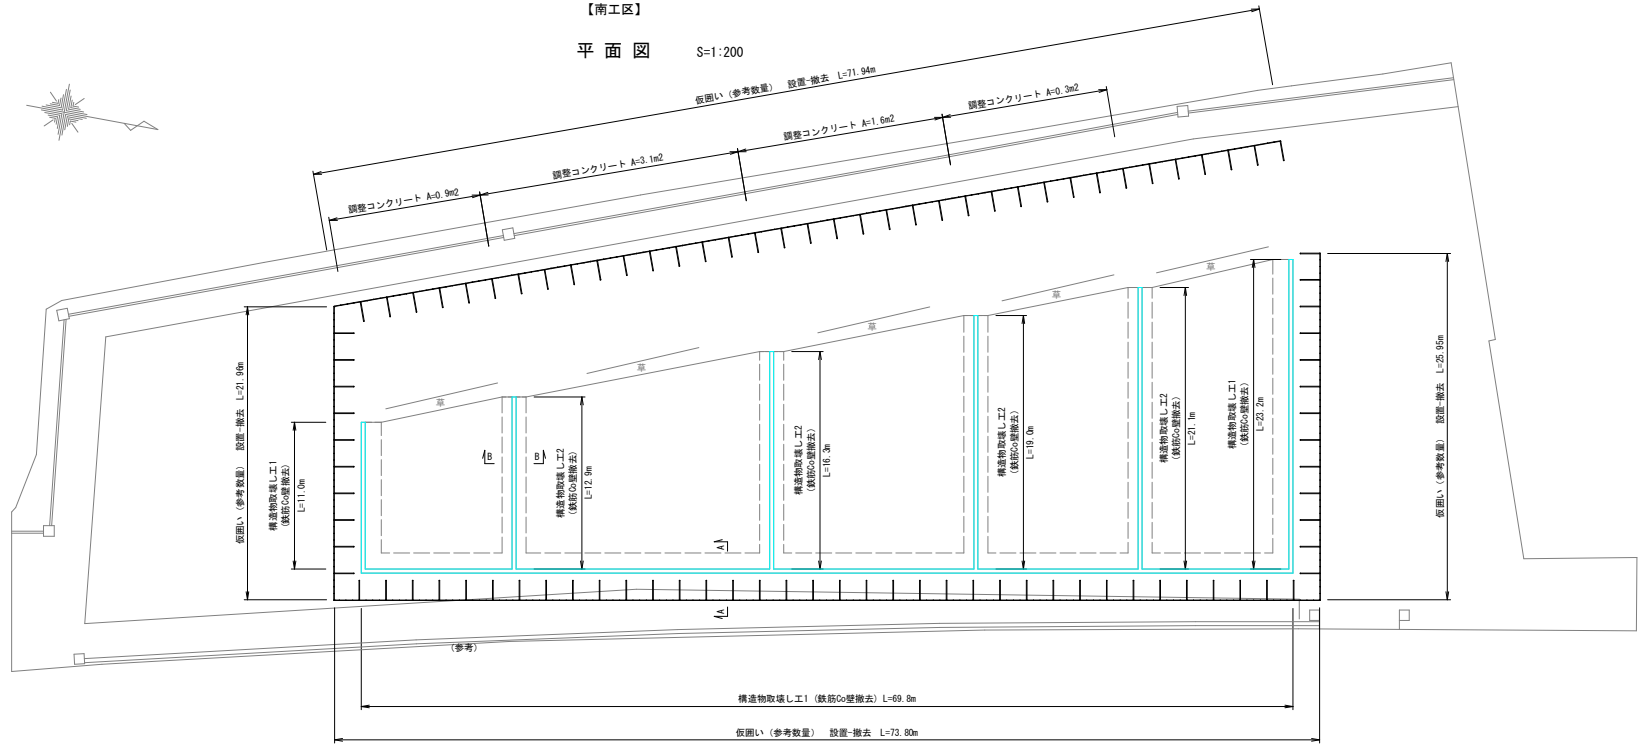 【南工区】
平面図 S=1:200
仮囲い（参考数量） 設置-撤去 L=71.94m
調整コンクリート A=0.3m2
調整コンクリート A=1.6m2
調整コンクリート A=3.1m2
調整コンクリート A=0.9m2
草
草
草
草
草
仮囲い（参考数量） 設置-撤去 L=21.96m
構造物取壊し工1
（鉄筋Co壁撤去）
L=11.0m
B
B
構造物取壊し工2
（鉄筋Co壁撤去）
L=12.9m
構造物取壊し工2
（鉄筋Co壁撤去）
L=16.3m
構造物取壊し工2
（鉄筋Co壁撤去）
L=19.0m
構造物取壊し工2
（鉄筋Co壁撤去）
L=21.1m
構造物取壊し工1
（鉄筋Co壁撤去）
L=23.2m
仮囲い（参考数量） 設置-撤去 L=25.95m
A
A
（参考）
構造物取壊し工1（鉄筋Co壁撤去）L=69.8m
仮囲い（参考数量） 設置-撤去 L=73.80m